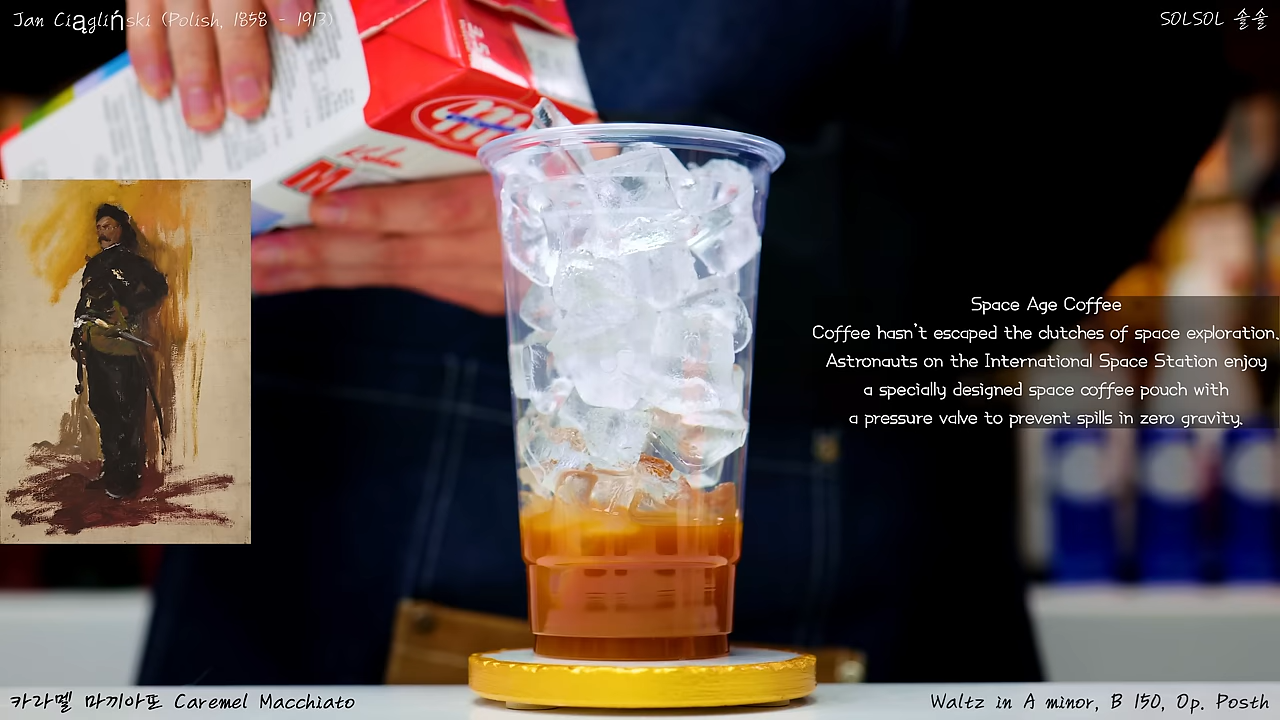 Jan Ciągliński (Polish, 1858 - 1913)
SOLSOL 솔솔
3.5%
M
Space Age Coffee
Coffee hasn't escaped the clutches of space exploration.
Astronauts on the International Space Station enjoy
a specially designed space coffee pouch with
a pressure valve to prevent spills in zero gravity.
카라멜 마끼아또 Caremel Macchiato
Waltz in A minor, B 150, Op. Posth